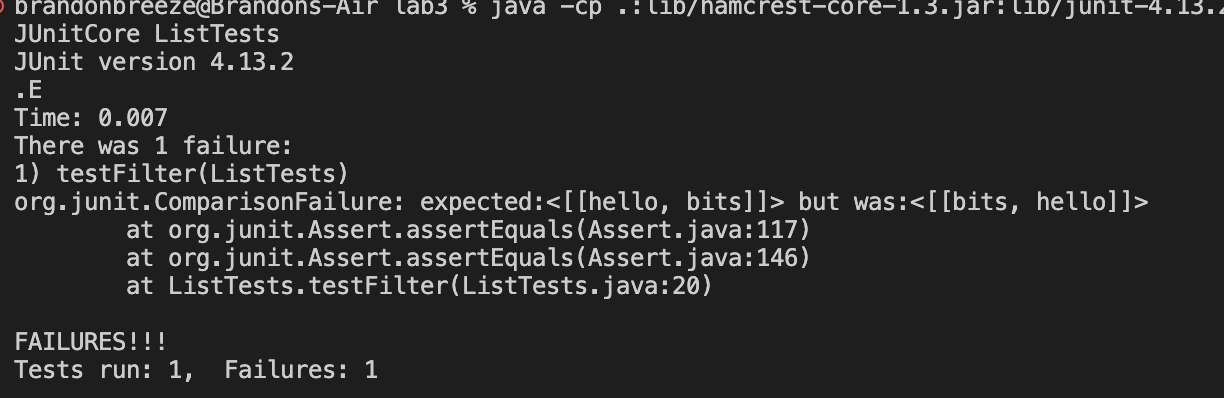 brandonbreeze@Brandons-Air lab3 % java -cp .:lib/hamcrest-core-1.3.jar:lib/junit-4.13.2
JUnitCore ListTests
JUnit version 4.13.2
.E
Time: 0.007
There was 1 failure:
1) testFilter(ListTests)
org.junit.ComparisonFailure: expected:<[[hello, bits]]> but was:<[[bits, hello]]>
        at org.junit.Assert.assertEquals(Assert.java:117)
        at org.junit.Assert.assertEquals(Assert.java:146)
        at ListTests.testFilter(ListTests.java:20)

FAILURES!!!
Tests run: 1,  Failures: 1